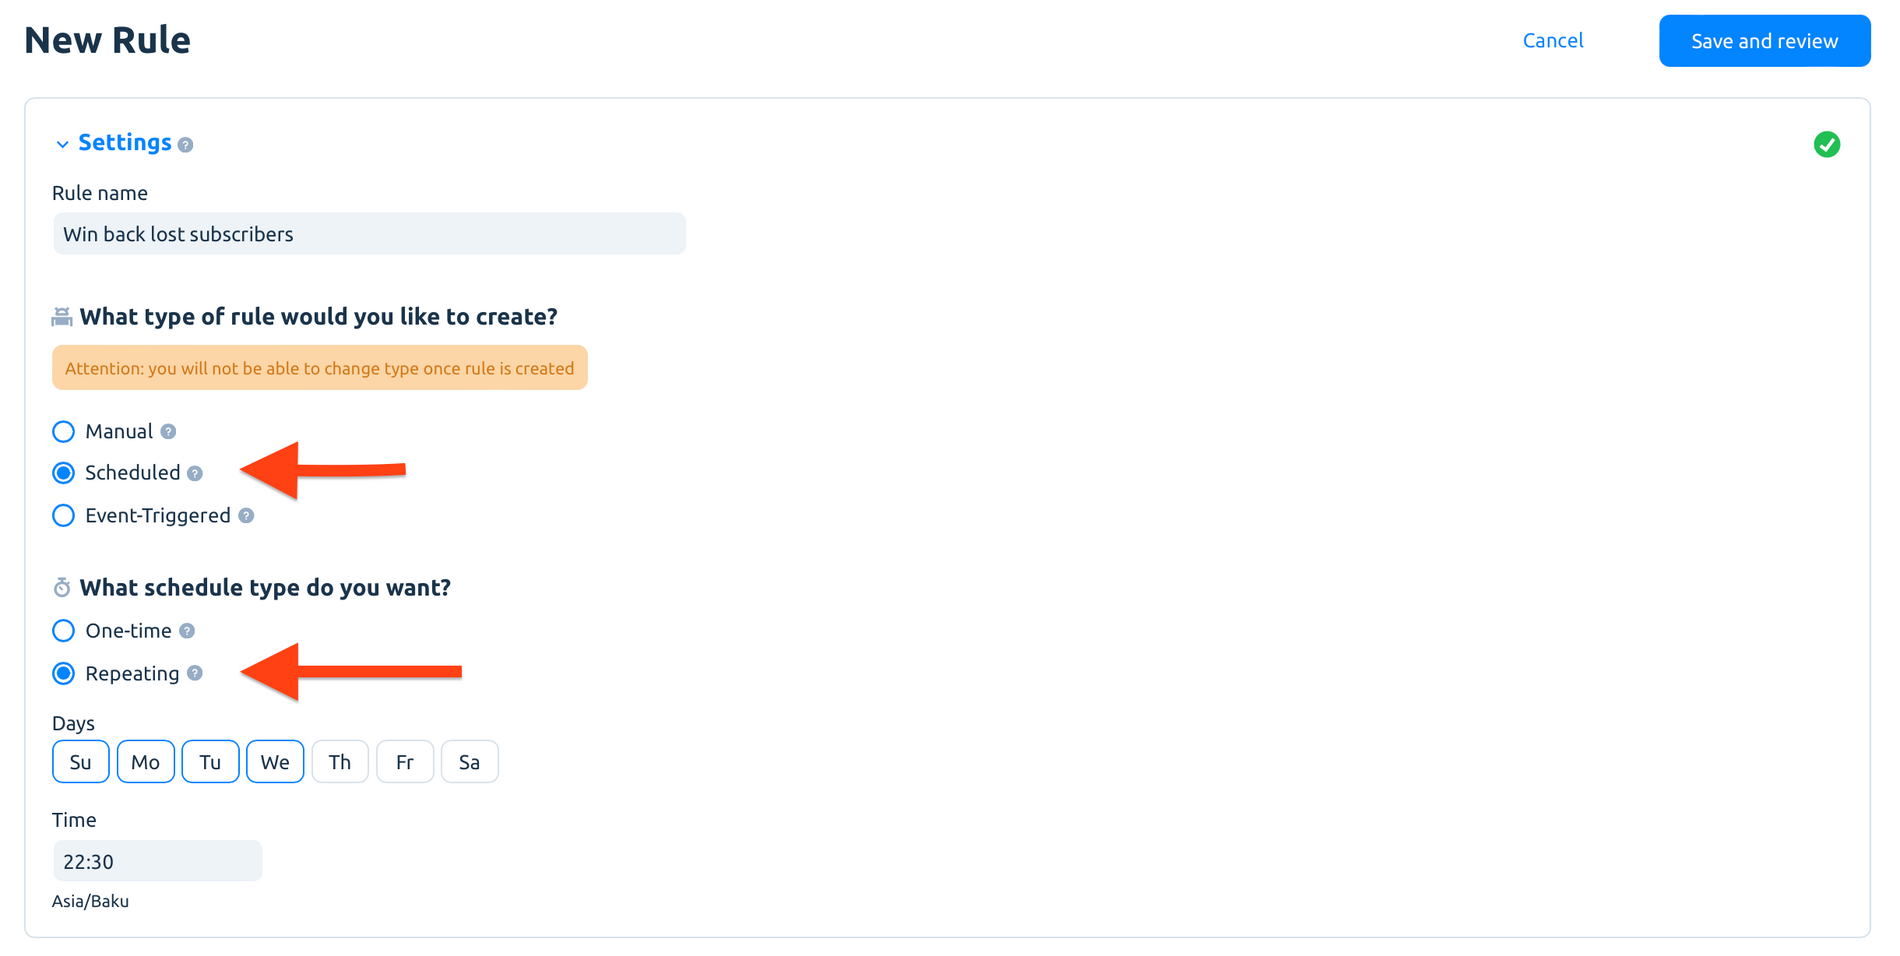 New Rule
Cancel
Save and review
Settings ?
Rule name
Win back lost subscribers
What type of rule would you like to create?
Attention: you will not be able to change type once rule is created
Manual ?
Scheduled ?
Event-Triggered ?
What schedule type do you want?
One-time ?
Repeating ?
Days
Su Mo Tu We Th Fr Sa
Time
22:30
Asia/Baku